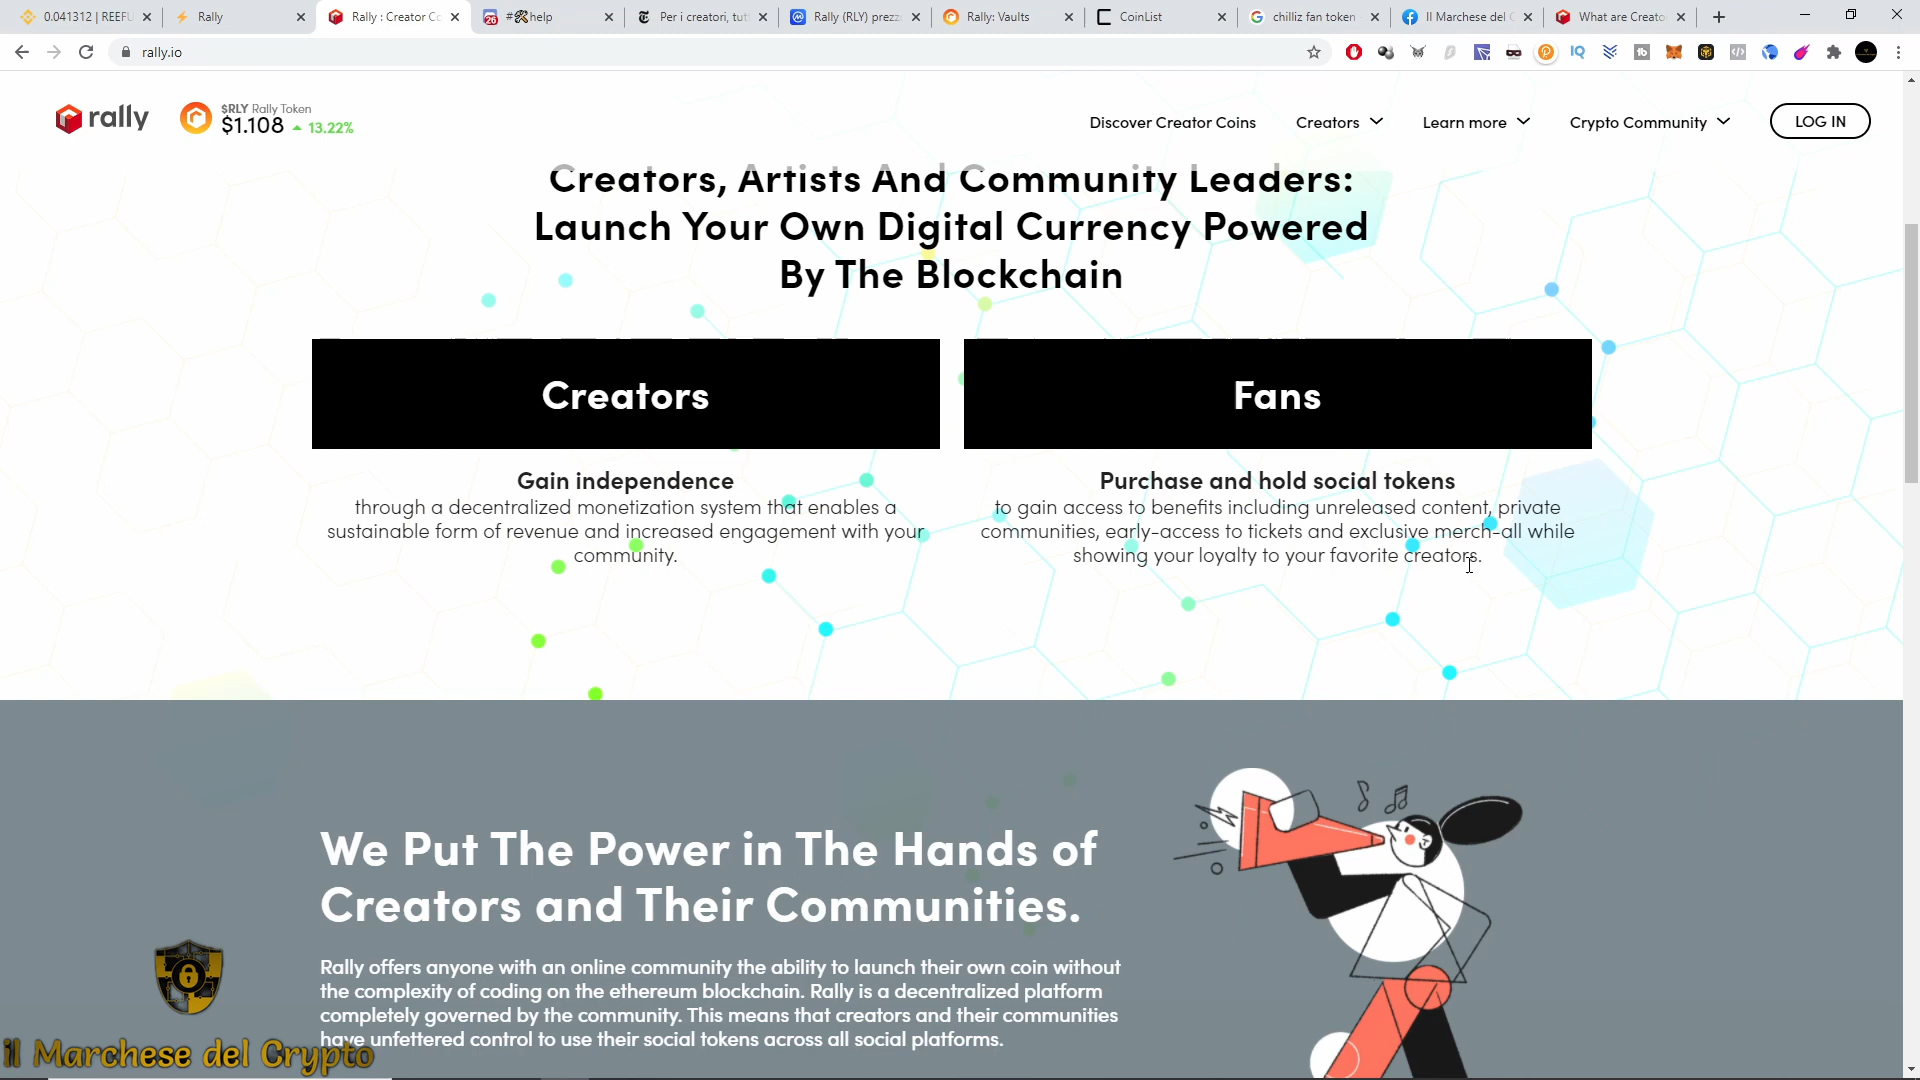 0.041312 | REEFU
Rally
Rally : Creator Co
26
#🛠help
Per i creatori, tutt
Rally (RLY) prezz
Rally: Vaults
CoinList
chilliz fan token
Il Marchese del C
What are Creato
rally.io
rally
$RLY Rally Token
$1.108 13.22%
Discover Creator Coins
Creators
Learn more
Crypto Community
LOG IN
Creators, Artists And Community Leaders:
Launch Your Own Digital Currency Powered
By The Blockchain
Creators
Gain independence
through a decentralized monetization system that enables a
sustainable form of revenue and increased engagement with your
community.
Fans
Purchase and hold social tokens
to gain access to benefits including unreleased content, private
communities, early-access to tickets and exclusive merch-all while
showing your loyalty to your favorite creators.
We Put The Power in The Hands of
Creators and Their Communities.
Rally offers anyone with an online community the ability to launch their own coin without
the complexity of coding on the ethereum blockchain. Rally is a decentralized platform
completely governed by the community. This means that creators and their communities
have unfettered control to use their social tokens across all social platforms.
il Marchese del Crypto